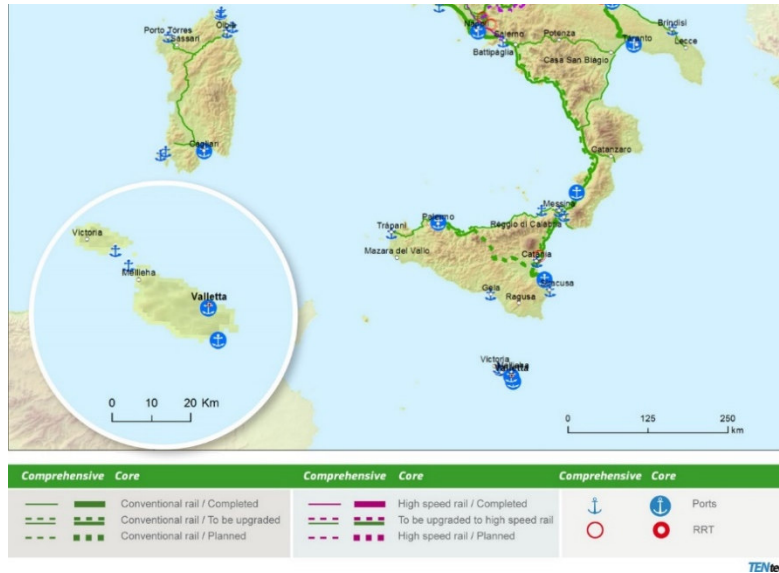 Porto Torres
Sassari
Olbia
Cagliari
Salerno
Battipaglia
Potenza
Casa San Biagio
Taranto
Brindisi
Lecce
Catanzaro
Messina
Reggio di Calabria
Palermo
Trapani
Mazara del Vallo
Catania
Gela
Ragusa
Siracusa
Victoria
Mellieha
Valletta
0 10 20 Km
Victoria
Valletta
0 125 250
km
Comprehensive Core
Conventional rail / Completed
Conventional rail / To be upgraded
Conventional rail / Planned
Comprehensive Core
High speed rail / Completed
To be upgraded to high speed rail
High speed rail / Planned
Comprehensive Core
Ports
RRT